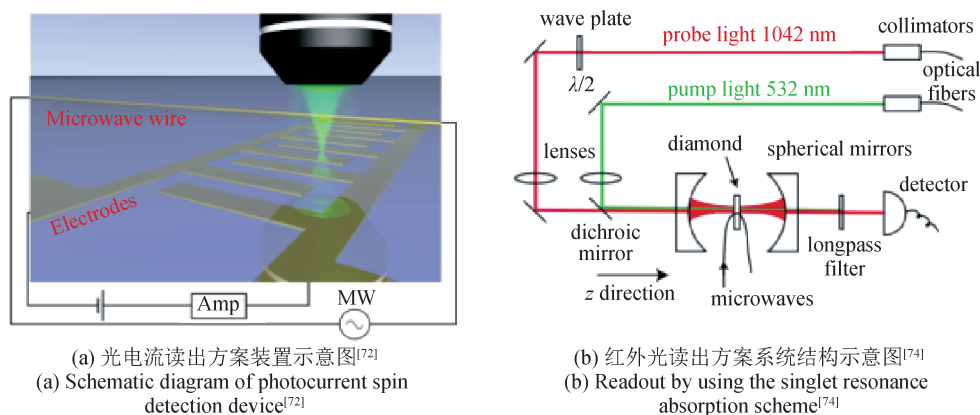 Microwave wire
Electrodes
Amp
MW
(a) 光电流读出方案装置示意图[72]
(a) Schematic diagram of photocurrent spin
detection device[72]
wave plate
probe light 1042 nm
collimators
λ/2
optical
fibers
pump light 532 nm
diamond
lenses
spherical mirrors
detector
dichroic
mirror
longpass
filter
z direction
microwaves
(b) 红外光读出方案系统结构示意图[74]
(b) Readout by using the singlet resonance
absorption scheme[74]